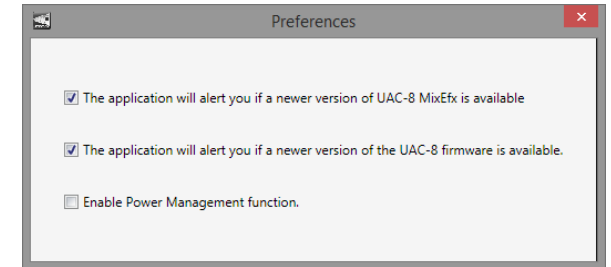 Preferences
The application will alert you if a newer version of UAC-8 MixEfx is available
The application will alert you if a newer version of the UAC-8 firmware is available.
Enable Power Management function.